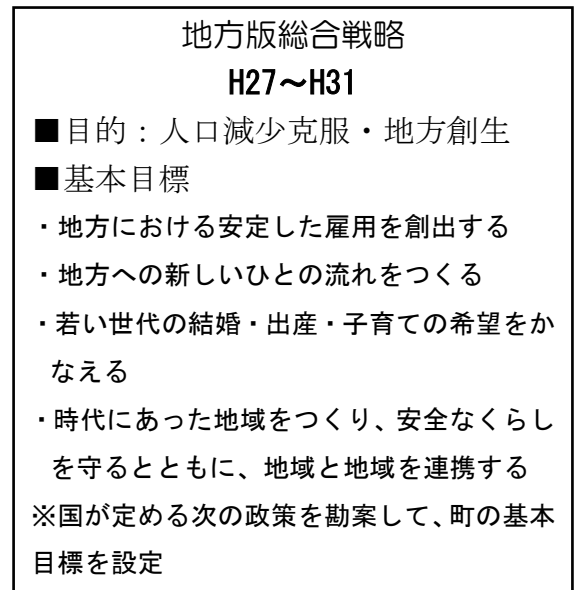 地方版総合戦略
H27～H31
■目的：人口減少克服・地方創生
■基本目標
・地方における安定した雇用を創出する
・地方への新しいひとの流れをつくる
・若い世代の結婚・出産・子育ての希望をか
なえる
・時代にあった地域をつくり、安全なくらし
を守るとともに、地域と地域を連携する
※国が定める次の政策を勘案して、町の基本
目標を設定